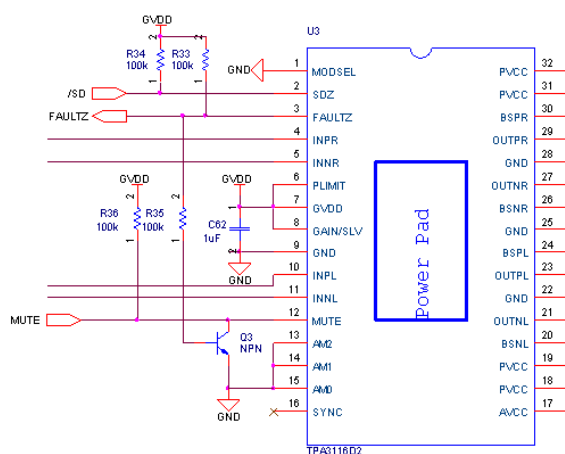 U3
GVDD
R34
100k
R33
100k
2
2
1
1
GND
/SD
FAULTZ
1 MODSEL PVCC 32
2 SDZ PVCC 31
3 FAULTZ BSPR 30
4 INPR OUTPR 29
5 INNR GND 28
6 PLIMIT OUTNR 27
7 GVDD BSNR 26
8 GAIN/SLV GND 25
9 GND BSPL 24
10 INPL OUTPL 23
11 INNL GND 22
12 MUTE OUTNL 21
13 AM2 BSNL 20
14 AM1 PVCC 19
15 AM0 PVCC 18
16 SYNC AVCC 17
Power Pad
GVDD
GVDD
2
2
1
R36
100k
R35
100k
1
1
C62
1uF
2
GND
MUTE
Q3
NPN
GND
TPA3116D2